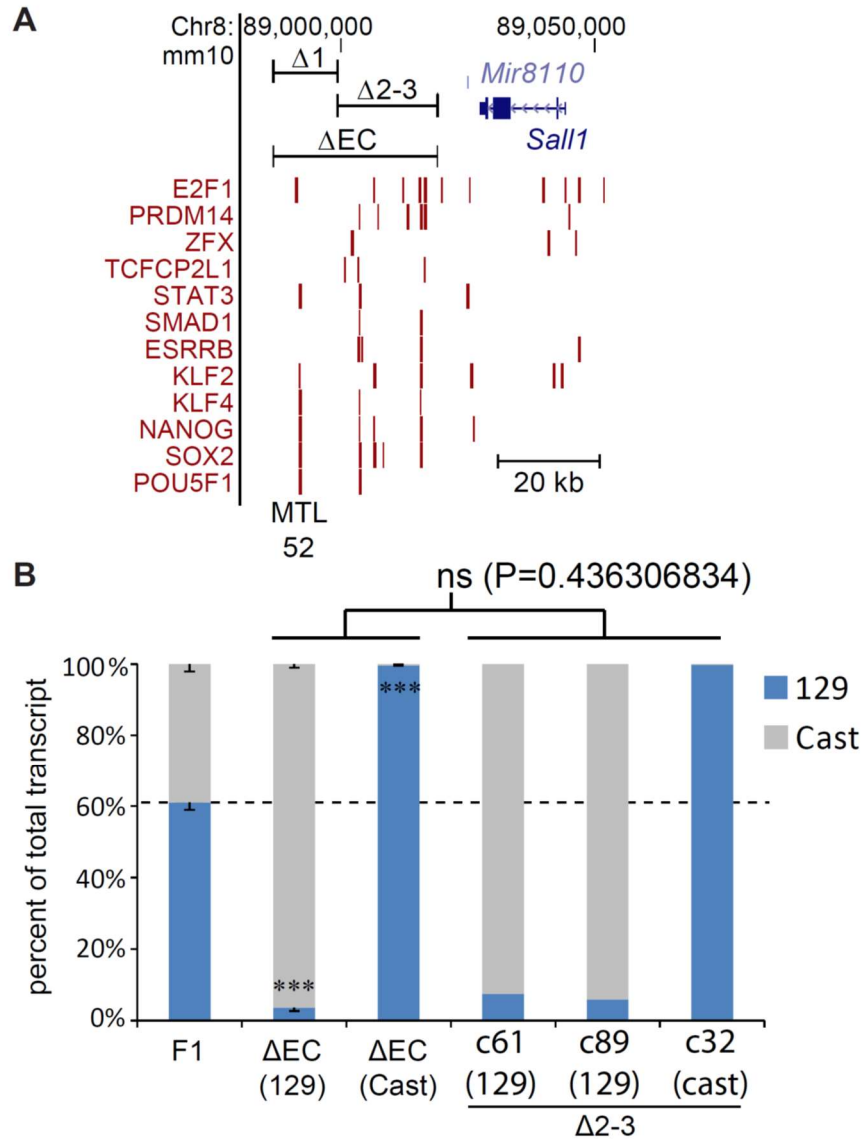 A
Chr8: 89,000,000 89,050,000
mm10
Δ1
Mir8110
Δ2-3
Sall1
ΔEC
E2F1
PRDM14
ZFX
TCFCP2L1
STAT3
SMAD1
ESRRB
KLF2
KLF4
NANOG
SOX2
20 kb
POU5F1
MTL
52
B
ns (P=0.436306834)
percent of total transcript
100%
80%
60%
40%
20%
0%
***
***
129
Cast
F1 ΔEC ΔEC c61 c89 c32
(129) (Cast) (129) (129) (cast)
Δ2-3